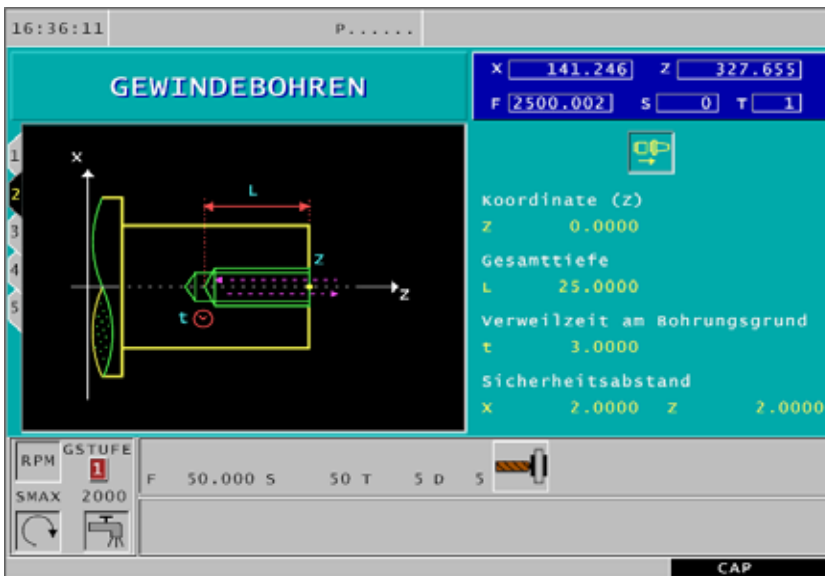 16:36:11 P......
GEWINDEBOHREN
X 141.246 Z 327.655
F 2500.002 S 0 T 1
1
2
3
4
5
X
L
Z
Z
t
Koordinate (Z)
Z 0.0000
Gesamttiefe
L 25.0000
Verweilzeit am Bohrungsgrund
t 3.0000
Sicherheitsabstand
X 2.0000 Z 2.0000
RPM GSTUFE
1
SMAX 2000
F 50.000 S 50 T 5 D 5
CAP